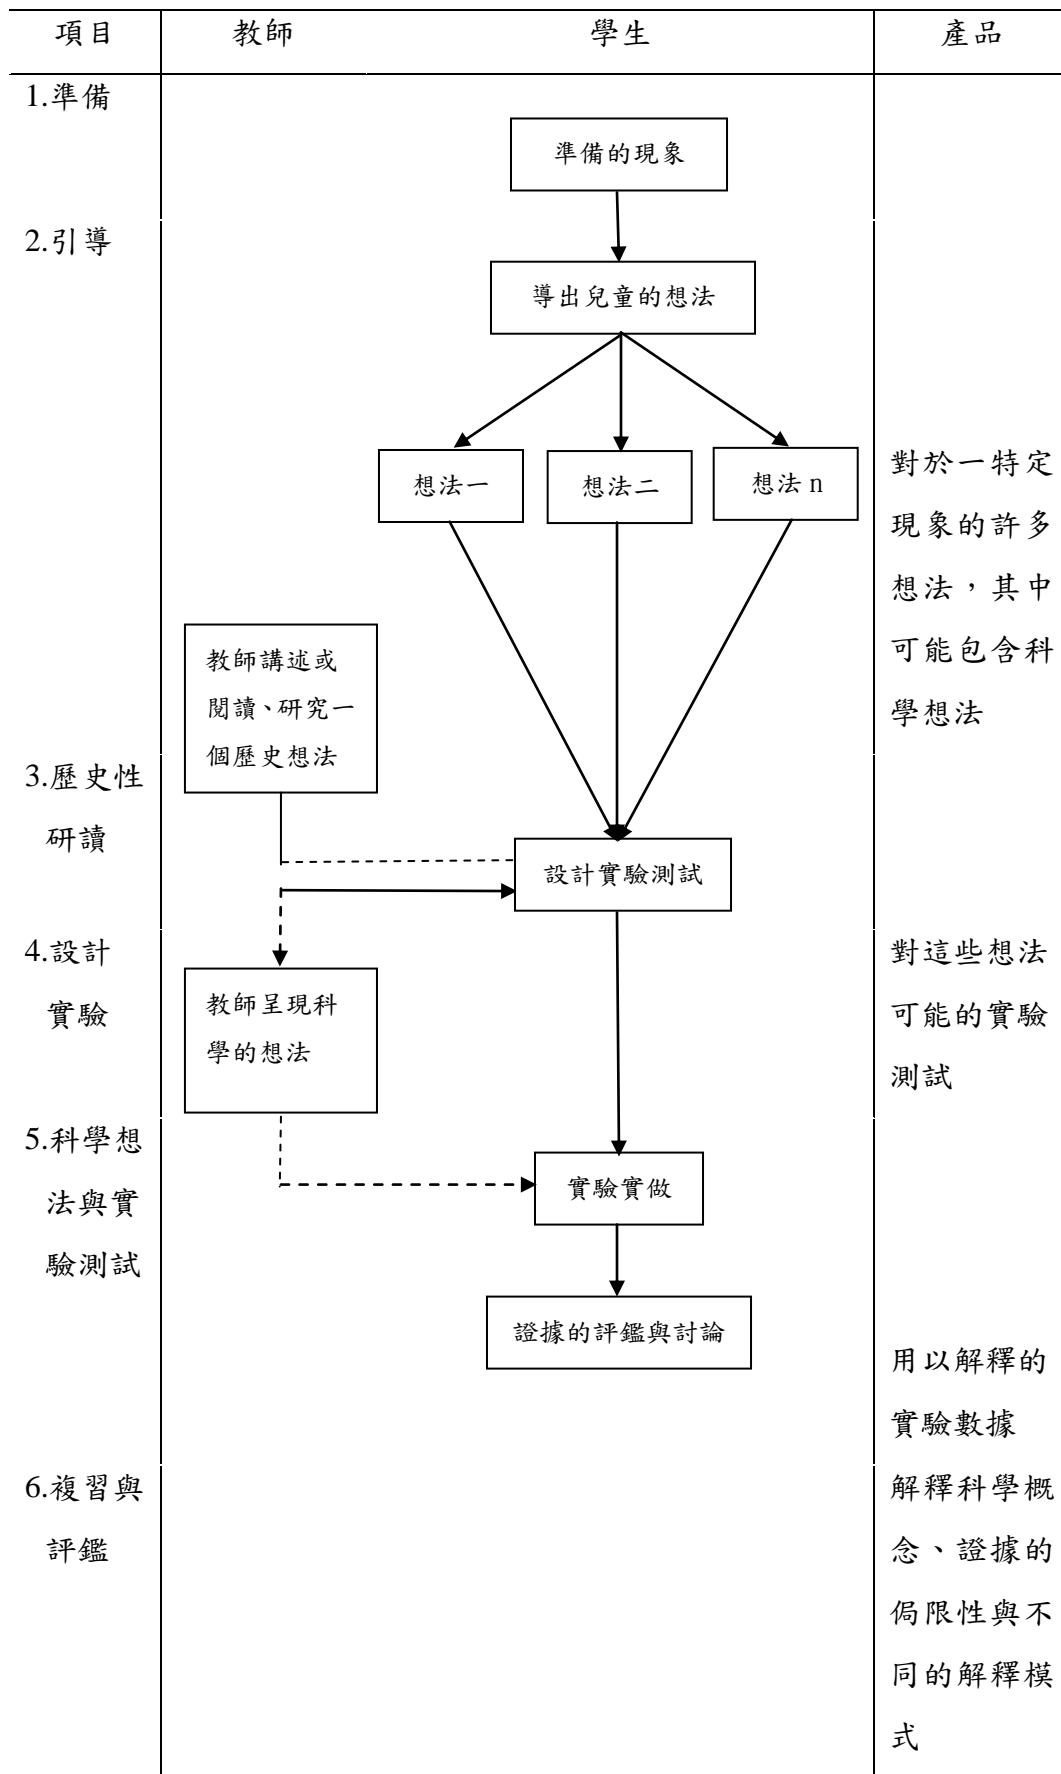 項目 教師 學生 產品
1.準備
準備的現象
2.引導
導出兒童的想法
想法一 想法二 想法 n
對於一特定
現象的許多
想法，其中
可能包含科
學想法
教師講述或
閱讀、研究一
個歷史想法
3.歷史性
研讀
設計實驗測試
4.設計
實驗
教師呈現科
學的想法
對這些想法
可能的實驗
測試
5.科學想
法與實
驗測試
實驗實做
證據的評鑑與討論
用以解釋的
實驗數據
6.複習與
評鑑
解釋科學概
念、證據的
侷限性與不
同的解釋模
式